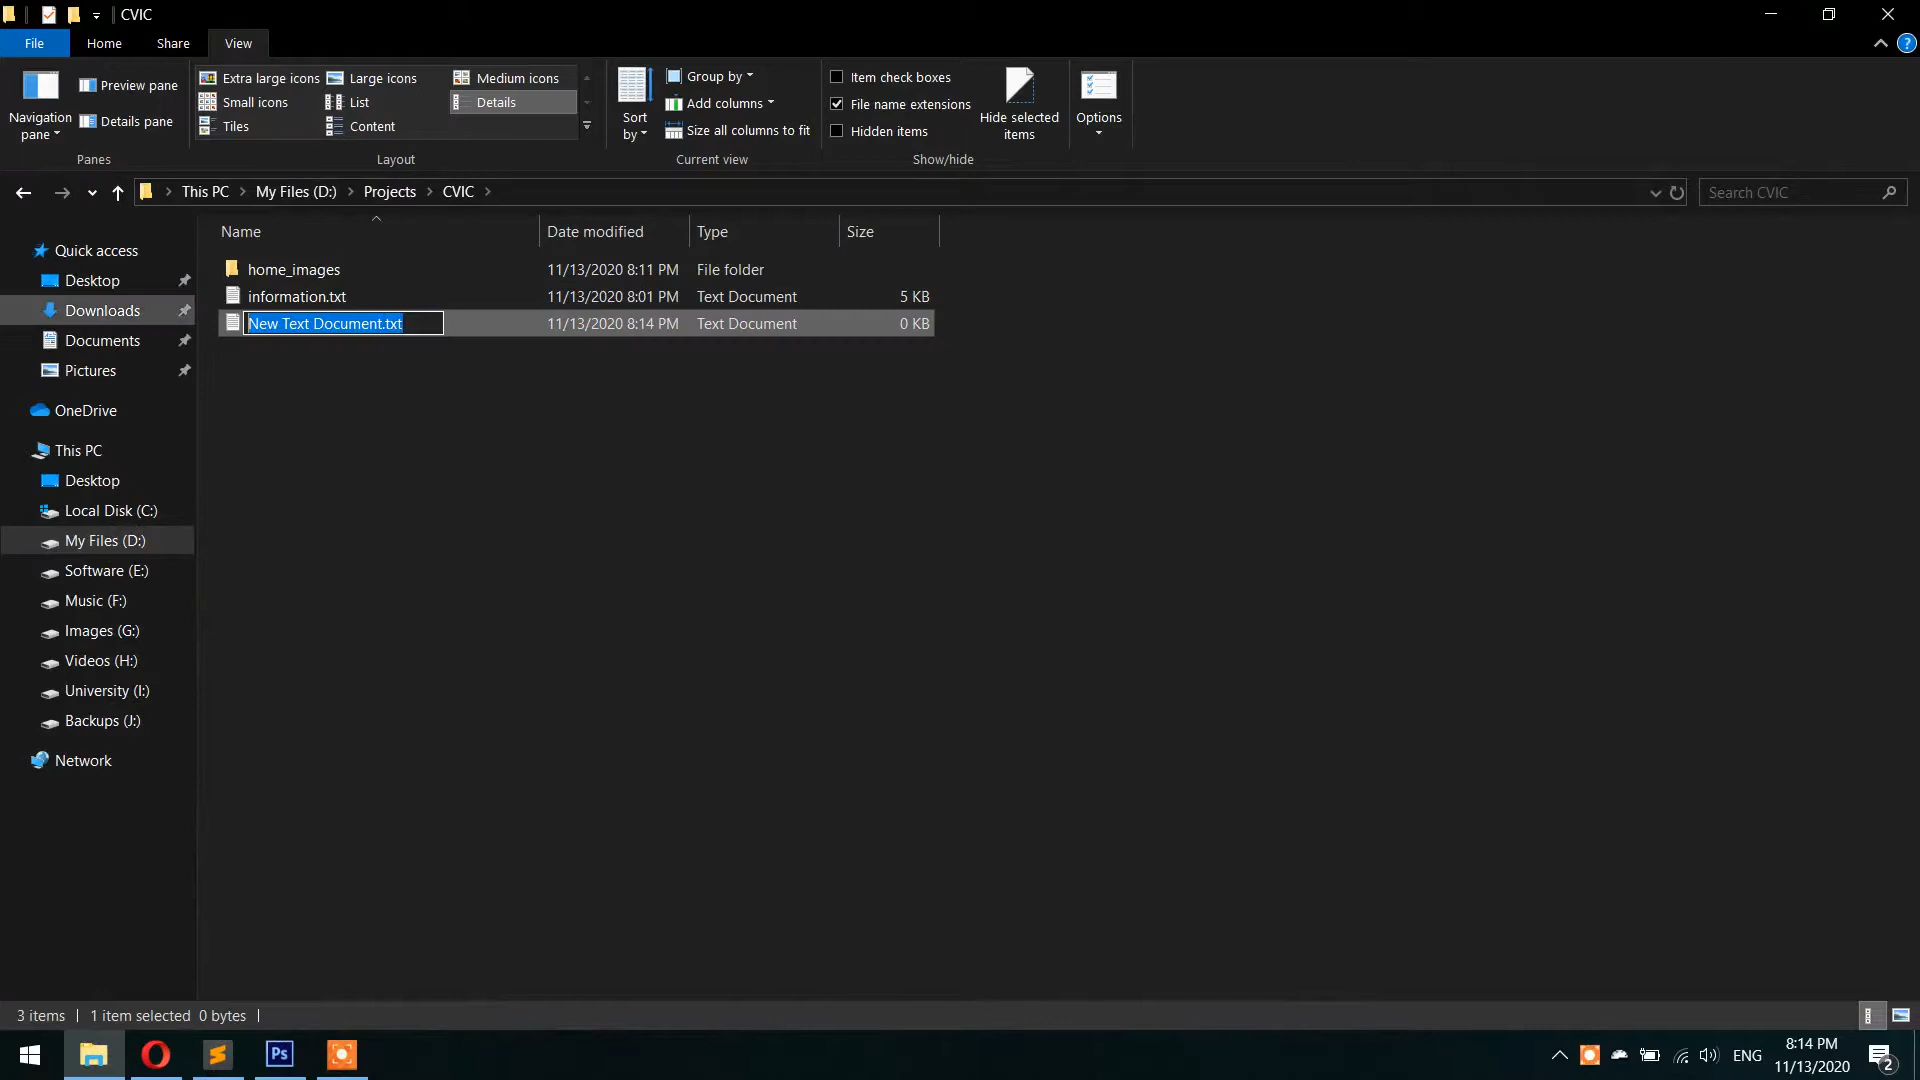 CVIC
File Home Share View
Navigation pane
Preview pane
Details pane
Panes
Extra large icons Large icons Medium icons
Small icons List Details
Tiles Content
Layout
Sort by
Group by
Add columns
Size all columns to fit
Current view
Item check boxes
File name extensions
Hidden items
Hide selected items
Show/hide
Options
This PC My Files (D:) Projects CVIC
Search CVIC
Name Date modified Type Size
home_images 11/13/2020 8:11 PM File folder
information.txt 11/13/2020 8:01 PM Text Document 5 KB
New Text Document.txt 11/13/2020 8:14 PM Text Document 0 KB
Quick access
Desktop
Downloads
Documents
Pictures
OneDrive
This PC
Desktop
Local Disk (C:)
My Files (D:)
Software (E:)
Music (F:)
Images (G:)
Videos (H:)
University (I:)
Backups (J:)
Network
3 items 1 item selected 0 bytes
Ps
ENG
8:14 PM
11/13/2020
2